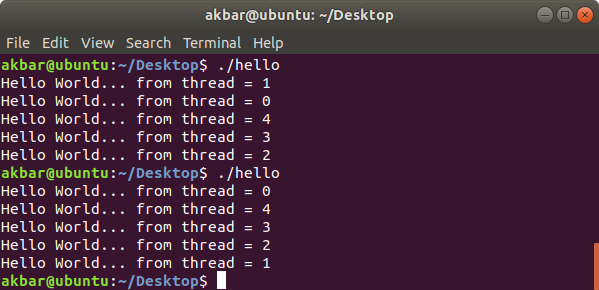 akbar@ubuntu: ~/Desktop
File Edit View Search Terminal Help
akbar@ubuntu:~/Desktop$ ./hello
Hello World... from thread = 1
Hello World... from thread = 0
Hello World... from thread = 4
Hello World... from thread = 3
Hello World... from thread = 2
akbar@ubuntu:~/Desktop$ ./hello
Hello World... from thread = 0
Hello World... from thread = 4
Hello World... from thread = 3
Hello World... from thread = 2
Hello World... from thread = 1
akbar@ubuntu:~/Desktop$